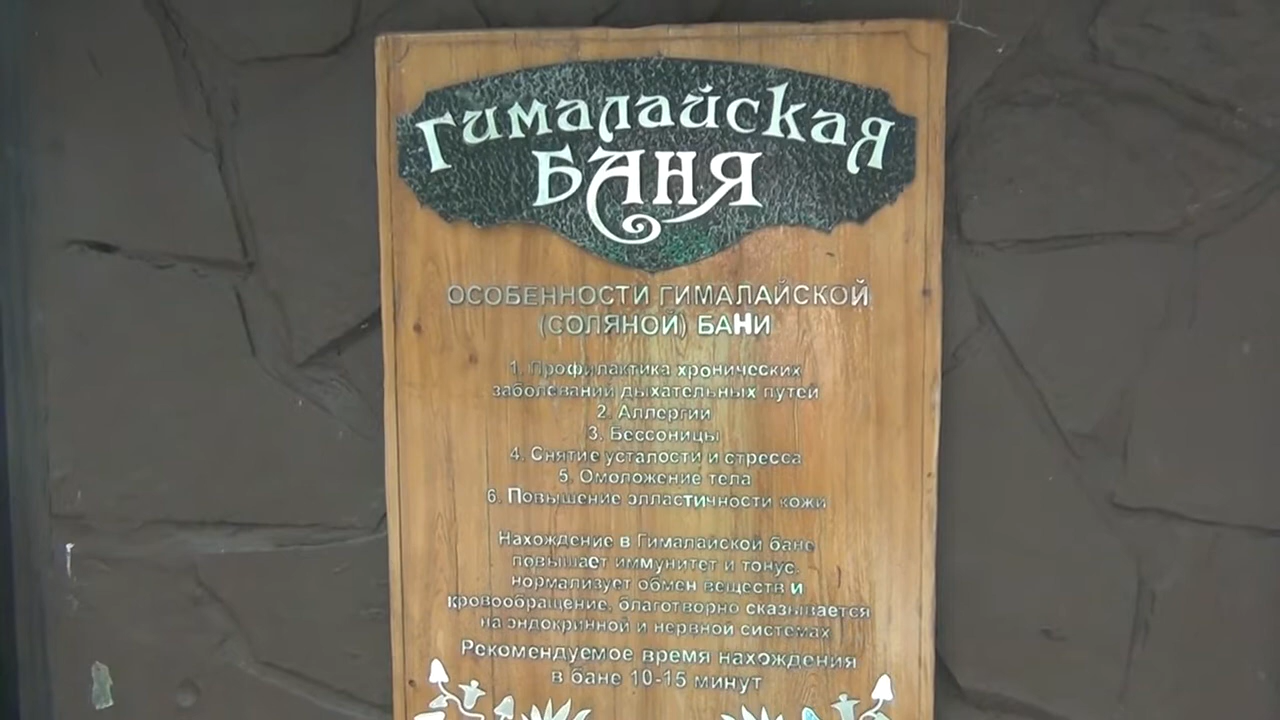 Гималайская
БАНЯ
ОСОБЕННОСТИ ГИМАЛАЙСКОЙ
(СОЛЯНОЙ) БАНИ
1. Профилактика хронических
заболеваний дыхательных путей
2. Аллергии
3. Бессоницы
4. Снятие усталости и стресса
5. Омоложение тела
6. Повышение элластичности кожи
Нахождение в Гималайской бане
повышает иммунитет и тонус,
нормализует обмен веществ и
кровообращение, благотворно сказывается
на эндокринной и нервной системах
Рекомендуемое время нахождения
в бане 10-15 минут